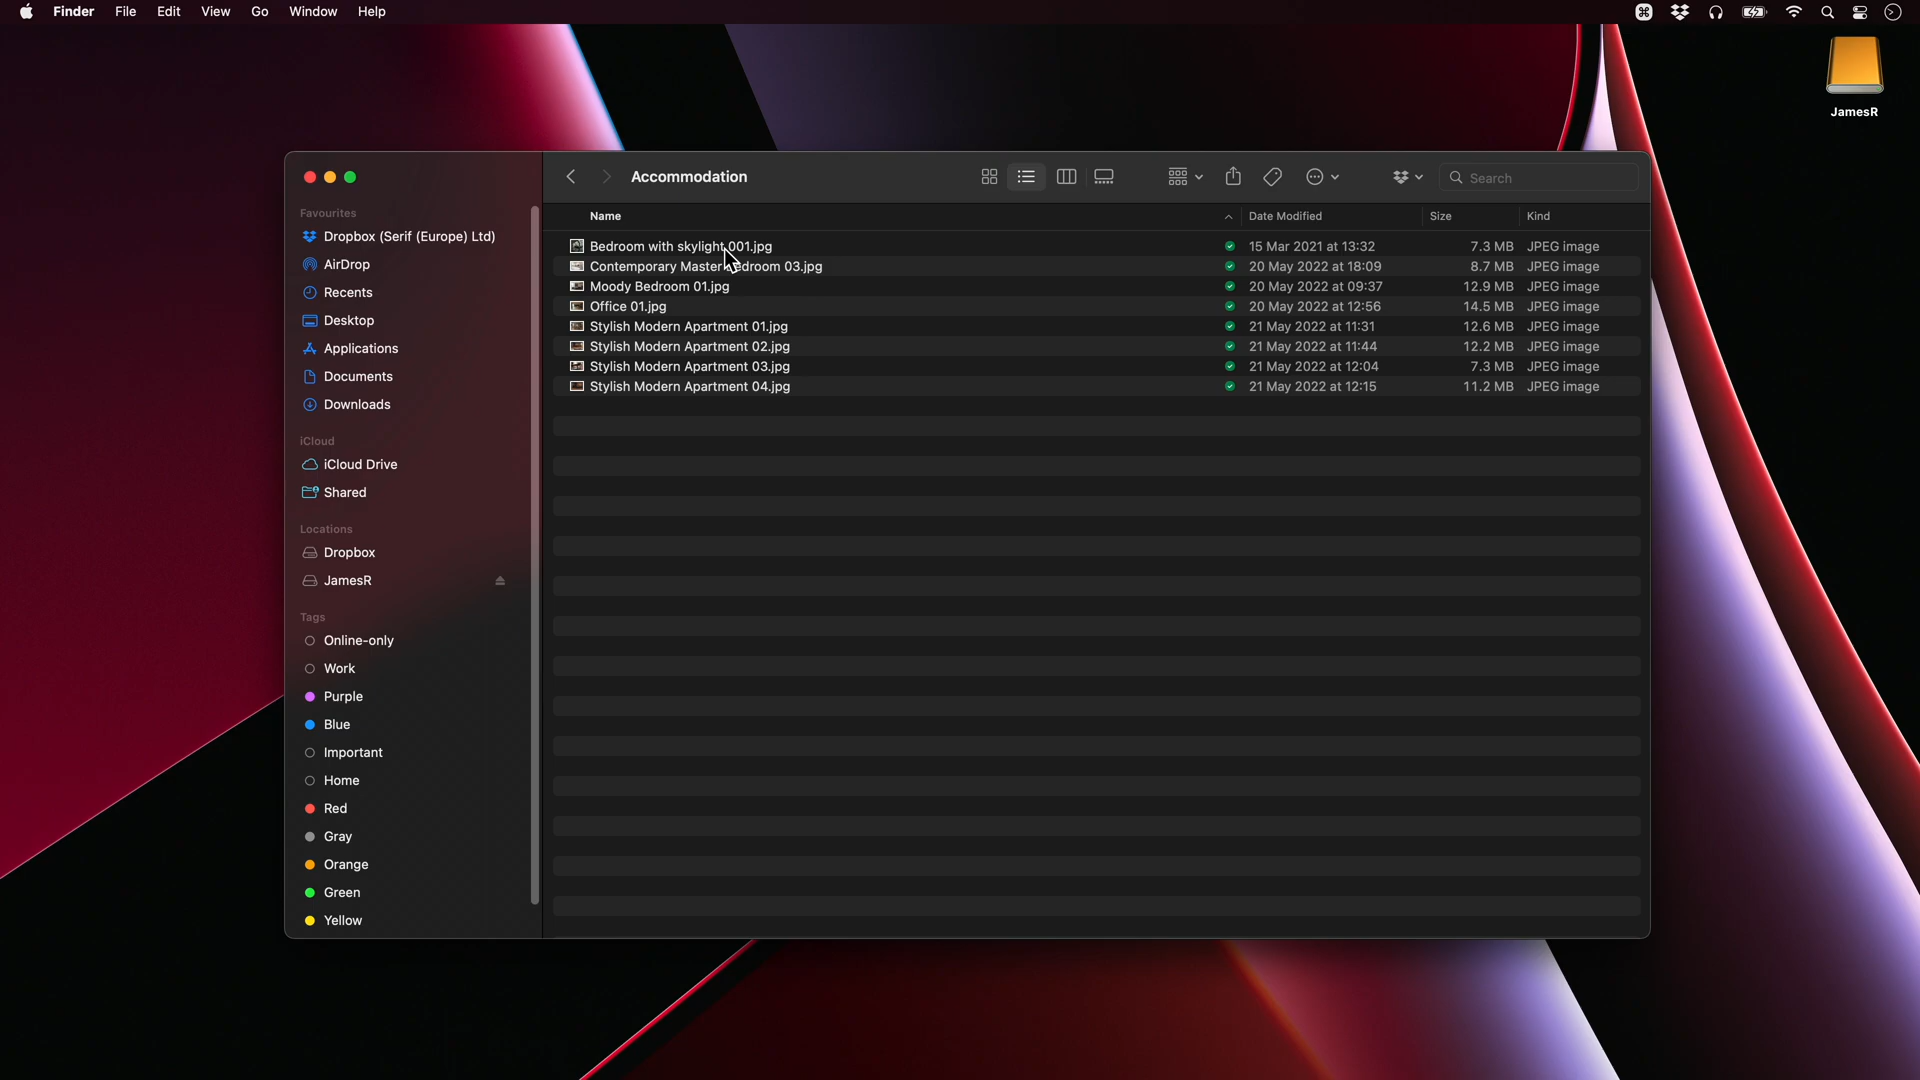 Finder File Edit View Go Window Help
JamesR
Accommodation
Search
Favourites
Dropbox (Serif (Europe) Ltd)
AirDrop
Recents
Desktop
Applications
Documents
Downloads
iCloud
iCloud Drive
Shared
Locations
Dropbox
JamesR
Tags
Online-only
Work
Purple
Blue
Important
Home
Red
Gray
Orange
Green
Yellow
Name Date Modified Size Kind
Bedroom with skylight 001.jpg 15 Mar 2021 at 13:32 7.3 MB JPEG image
Contemporary Master Bedroom 03.jpg 20 May 2022 at 18:09 8.7 MB JPEG image
Moody Bedroom 01.jpg 20 May 2022 at 09:37 12.9 MB JPEG image
Office 01.jpg 20 May 2022 at 12:56 14.5 MB JPEG image
Stylish Modern Apartment 01.jpg 21 May 2022 at 11:31 12.6 MB JPEG image
Stylish Modern Apartment 02.jpg 21 May 2022 at 11:44 12.2 MB JPEG image
Stylish Modern Apartment 03.jpg 21 May 2022 at 12:04 7.3 MB JPEG image
Stylish Modern Apartment 04.jpg 21 May 2022 at 12:15 11.2 MB JPEG image